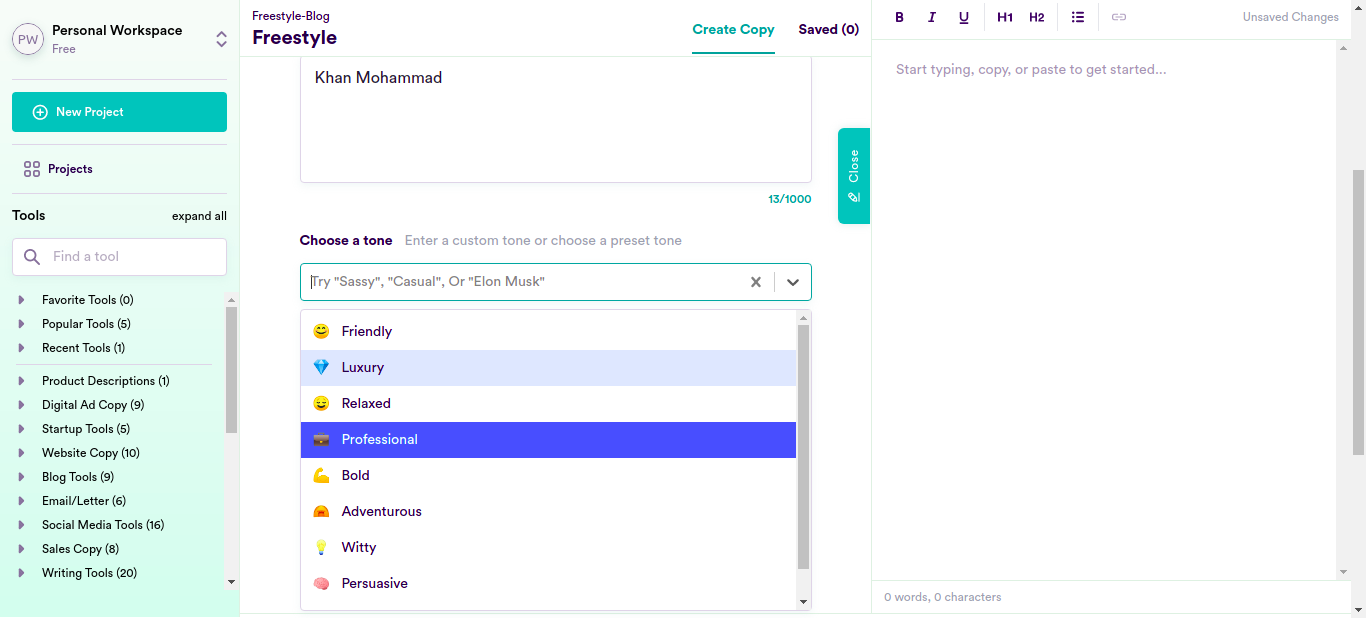 PW
Personal Workspace
Free
New Project
Projects
Tools
expand all
Find a tool
Favorite Tools (0)
Popular Tools (5)
Recent Tools (1)
Product Descriptions (1)
Digital Ad Copy (9)
Startup Tools (5)
Website Copy (10)
Blog Tools (9)
Email/Letter (6)
Social Media Tools (16)
Sales Copy (8)
Writing Tools (20)
Freestyle-Blog
Freestyle
Create Copy
Saved (0)
Khan Mohammad
13/1000
Choose a tone Enter a custom tone or choose a preset tone
Try "Sassy", "Casual", Or "Elon Musk"
Friendly
Luxury
Relaxed
Professional
Bold
Adventurous
Witty
Persuasive
Close
B I U H1 H2
Unsaved Changes
Start typing, copy, or paste to get started...
0 words, 0 characters